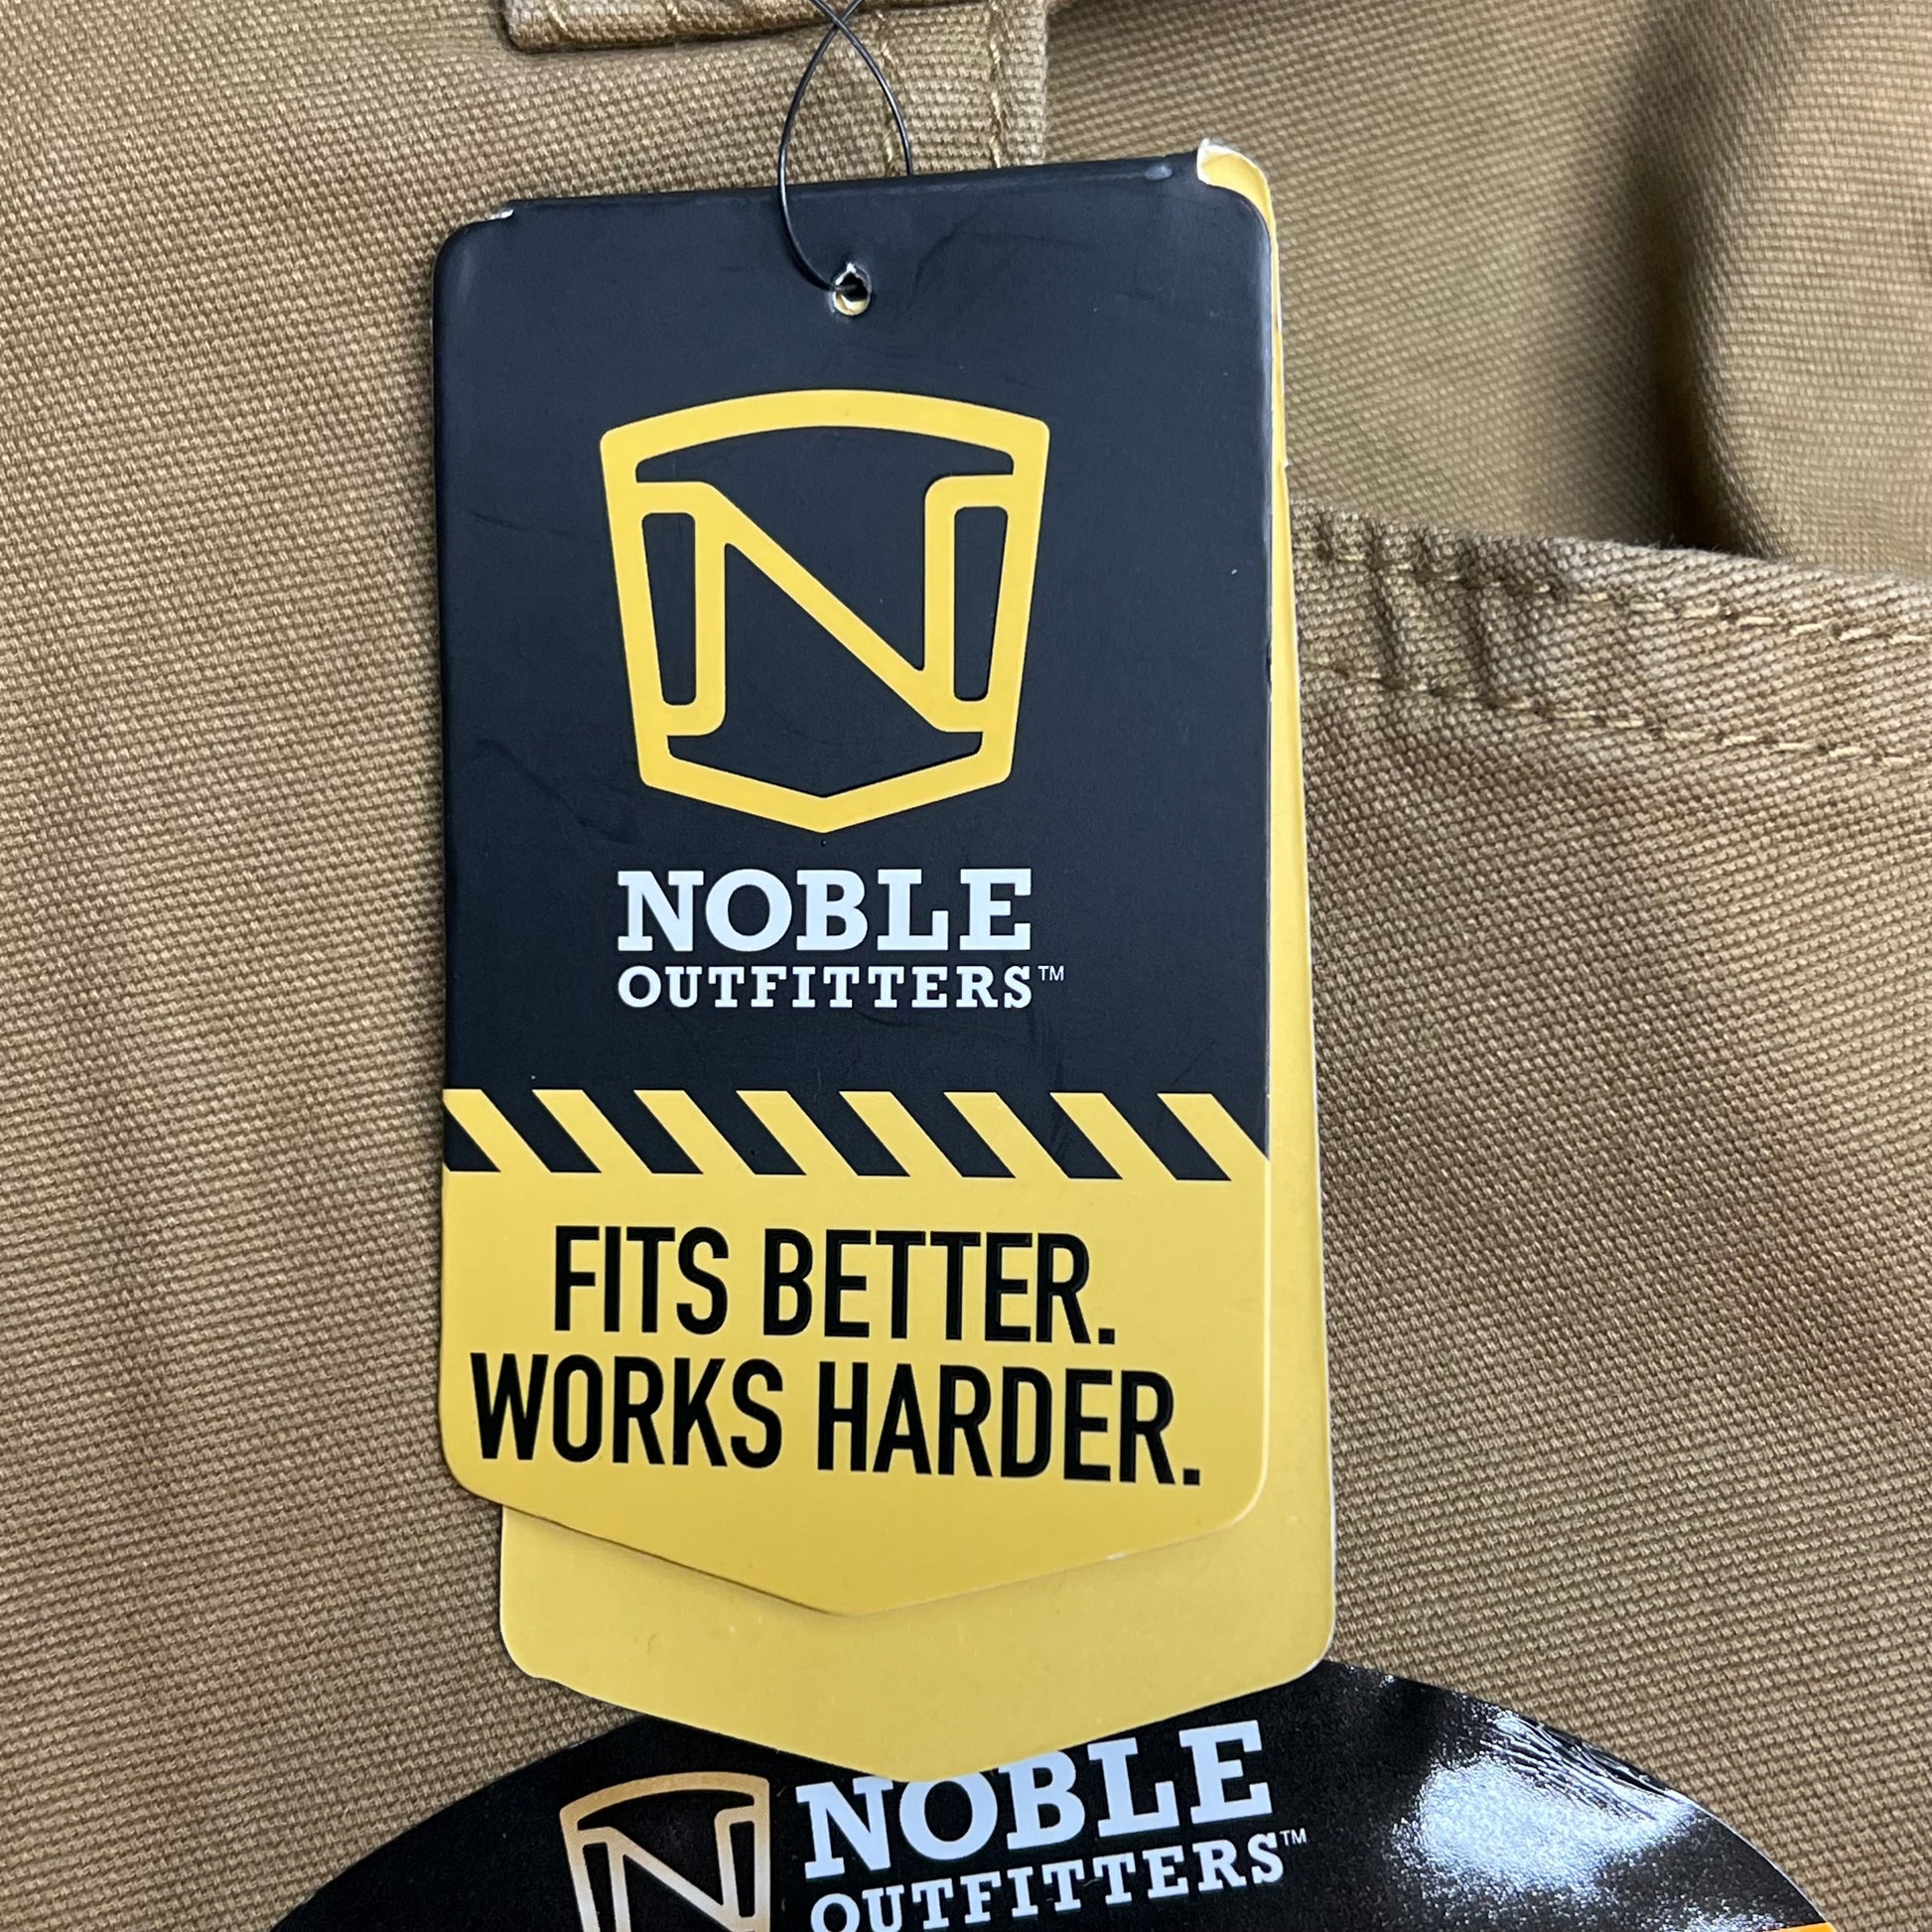 N
NOBLE
OUTFITTERS™
FITS BETTER.
WORKS HARDER.
N
NOBLE
OUTFITTERS™